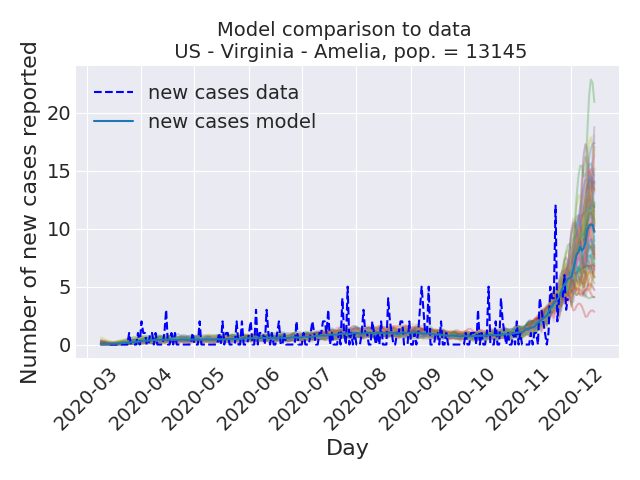 Model comparison to data
US - Virginia - Amelia, pop. = 13145
Number of new cases reported
new cases data
new cases model
20
15
10
5
0
2020-03
2020-04
2020-05
2020-06
2020-07
2020-08
2020-09
2020-10
2020-11
2020-12
Day